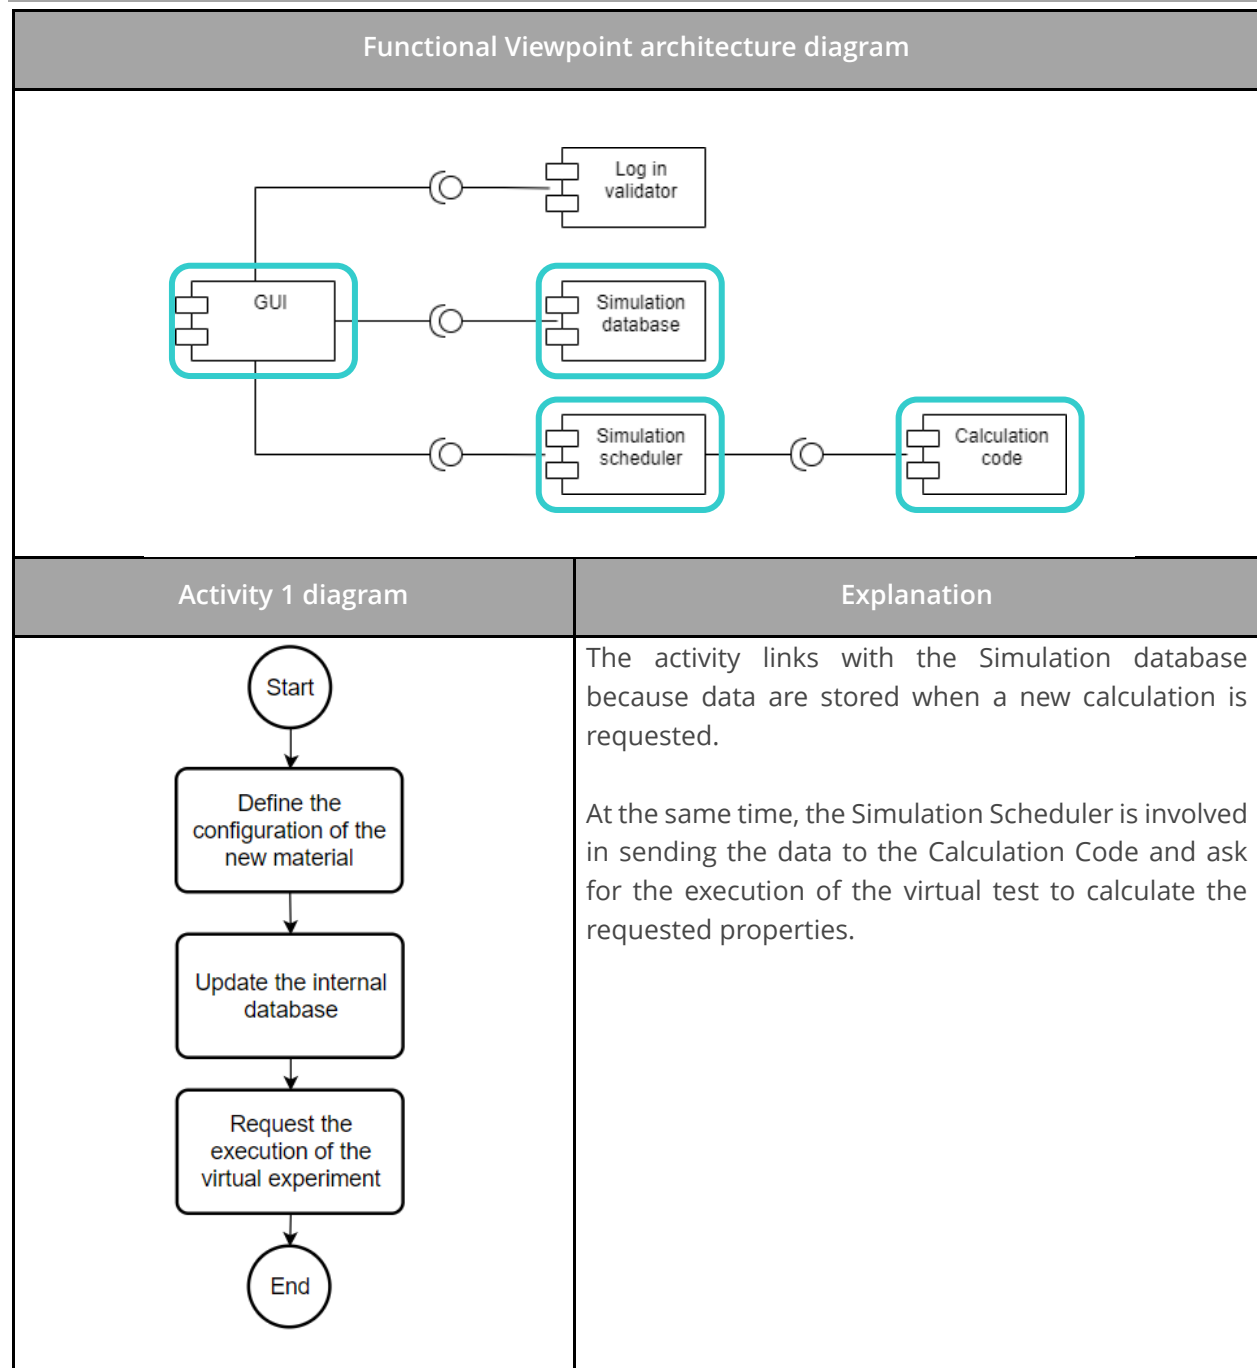 Functional Viewpoint architecture diagram
Log in
validator
GUI
Simulation
database
Simulation
scheduler
Calculation
code
Activity 1 diagram
Explanation
Start
Define the
configuration of the
new material
Update the internal
database
Request the
execution of the
virtual experiment
End
The activity links with the Simulation database
because data are stored when a new calculation is
requested.
At the same time, the Simulation Scheduler is involved
in sending the data to the Calculation Code and ask
for the execution of the virtual test to calculate the
requested properties.